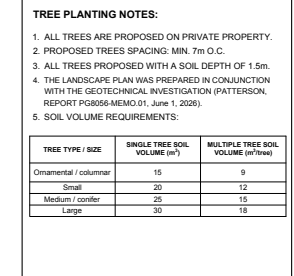 TREE PLANTING NOTES:
1. ALL TREES ARE PROPOSED ON PRIVATE PROPERTY.
2. PROPOSED TREES SPACING: MIN. 7m O.C.
3. ALL TREES PROPOSED WITH A SOIL DEPTH OF 1.5m.
4. THE LANDSCAPE PLAN WAS PREPARED IN CONJUNCTION
WITH THE GEOTECHNICAL INVESTIGATION (PATTERSON,
REPORT PG8056-MEMO.01, June 1, 2026).
5. SOIL VOLUME REQUIREMENTS:
TREE TYPE / SIZE SINGLE TREE SOIL VOLUME (m³) MULTIPLE TREE SOIL VOLUME (m³/tree)
Ornamental / columnar 15 9
Small 20 12
Medium / conifer 25 15
Large 30 18